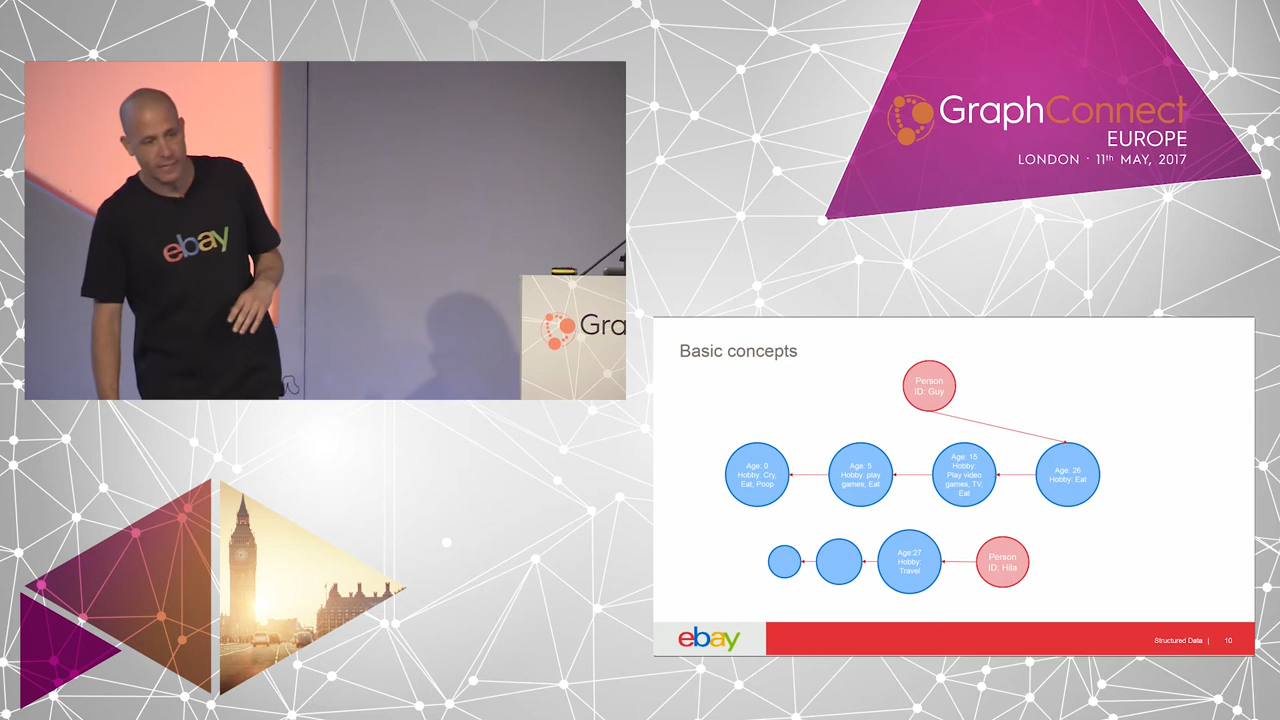 GraphConnect
EUROPE
LONDON · 11th MAY, 2017
ebay
Gra
Basic concepts
Person
ID: Guy
Age: 0
Hobby: Cry,
Eat, Poop
Age: 5
Hobby: play
games, Eat
Age: 15
Hobby:
Play video
games, TV,
Eat
Age: 26
Hobby: Eat
Age:27
Hobby:
Travel
Person
ID: Hila
ebay
Structured Data | 10